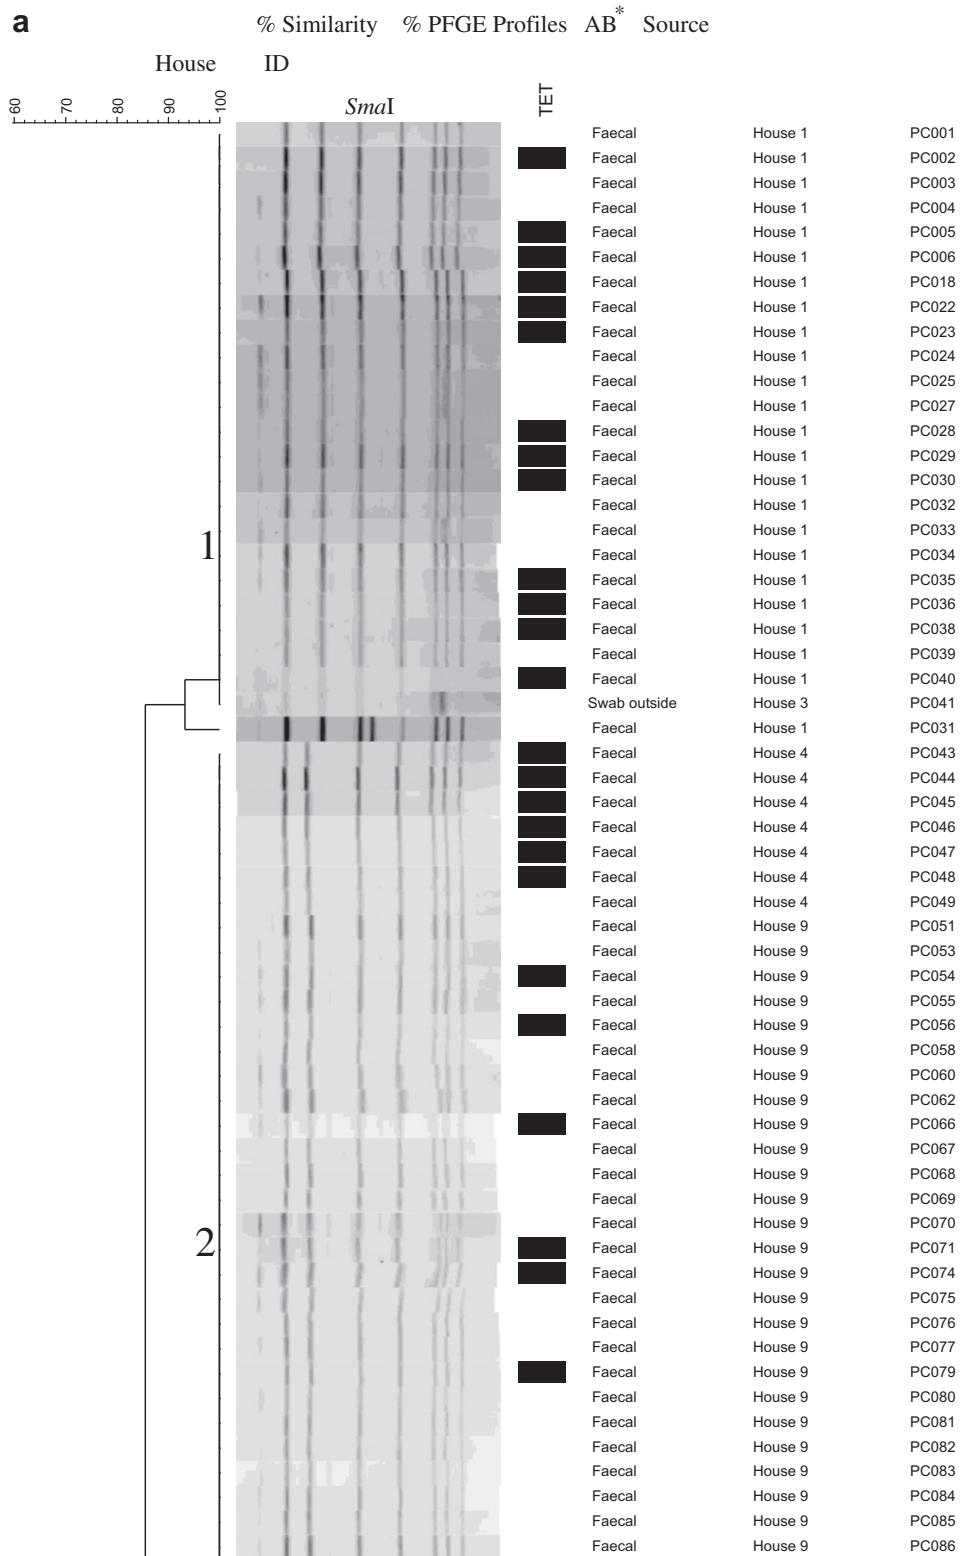 a % Similarity % PFGE Profiles AB* Source
House ID
60 70 80 90 100 SmaI TET
Faecal House 1 PC001
Faecal House 1 PC002
Faecal House 1 PC003
Faecal House 1 PC004
Faecal House 1 PC005
Faecal House 1 PC006
Faecal House 1 PC018
Faecal House 1 PC022
Faecal House 1 PC023
Faecal House 1 PC024
Faecal House 1 PC025
Faecal House 1 PC027
Faecal House 1 PC028
Faecal House 1 PC029
Faecal House 1 PC030
Faecal House 1 PC032
Faecal House 1 PC033
1 Faecal House 1 PC034
Faecal House 1 PC035
Faecal House 1 PC036
Faecal House 1 PC038
Faecal House 1 PC039
Faecal House 1 PC040
Swab outside House 3 PC041
Faecal House 1 PC031
Faecal House 4 PC043
Faecal House 4 PC044
Faecal House 4 PC045
Faecal House 4 PC046
Faecal House 4 PC047
Faecal House 4 PC048
Faecal House 4 PC049
Faecal House 9 PC051
Faecal House 9 PC053
Faecal House 9 PC054
Faecal House 9 PC055
Faecal House 9 PC056
Faecal House 9 PC058
Faecal House 9 PC060
Faecal House 9 PC062
Faecal House 9 PC066
Faecal House 9 PC067
Faecal House 9 PC068
Faecal House 9 PC069
Faecal House 9 PC070
2 Faecal House 9 PC071
Faecal House 9 PC074
Faecal House 9 PC075
Faecal House 9 PC076
Faecal House 9 PC077
Faecal House 9 PC079
Faecal House 9 PC080
Faecal House 9 PC081
Faecal House 9 PC082
Faecal House 9 PC083
Faecal House 9 PC084
Faecal House 9 PC085
Faecal House 9 PC086